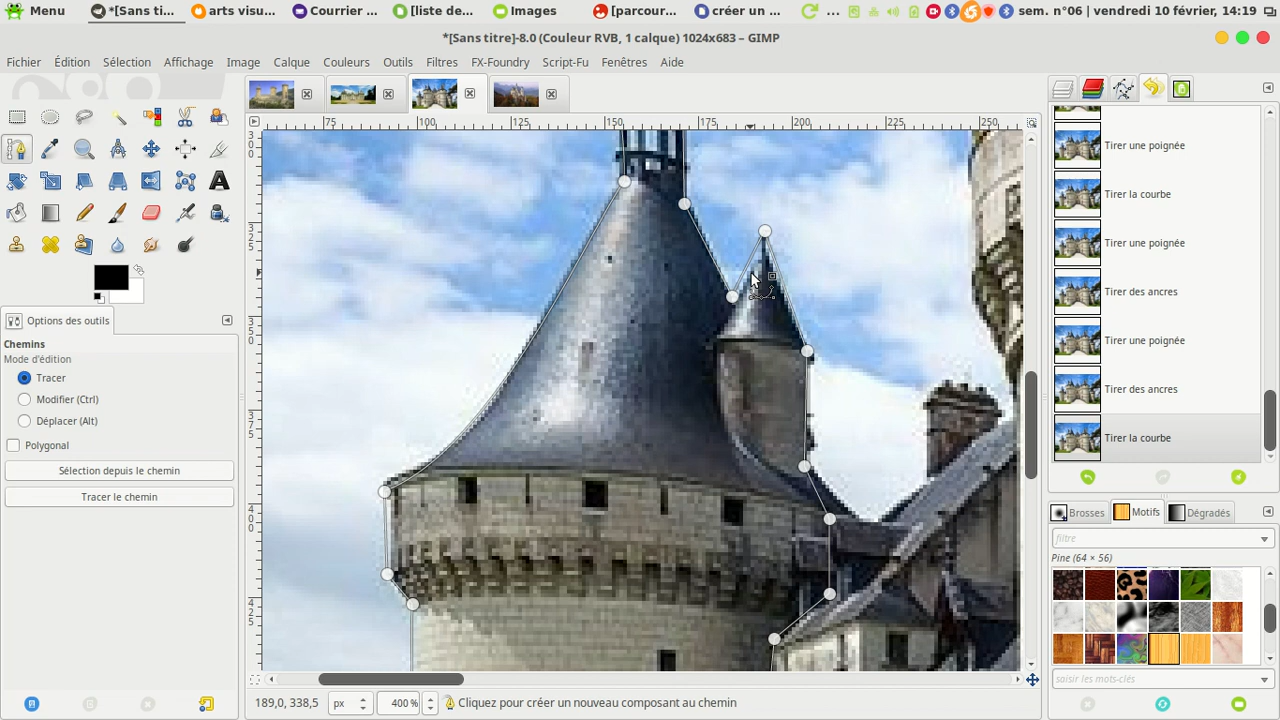 Menu
*[Sans ti...
arts visu...
Courrier ...
[liste de...
Images
[parcour...
créer un ...
...
sem. n°06 | vendredi 10 février, 14:19
*[Sans titre]-8.0 (Couleur RVB, 1 calque) 1024x683 – GIMP
Fichier Édition Sélection Affichage Image Calque Couleurs Outils Filtres FX-Foundry Script-Fu Fenêtres Aide
75 100 125 150 175 200 225 250
300
325
350
375
400
425
Options des outils
Chemins
Mode d'édition
Tracer
Modifier (Ctrl)
Déplacer (Alt)
Polygonal
Sélection depuis le chemin
Tracer le chemin
Tirer une poignée
Tirer la courbe
Tirer une poignée
Tirer des ancres
Tirer une poignée
Tirer des ancres
Tirer la courbe
Brosses Motifs Dégradés
filtre
Pine (64 × 56)
saisir les mots-clés
189,0, 338,5 px 400 % Cliquez pour créer un nouveau composant au chemin